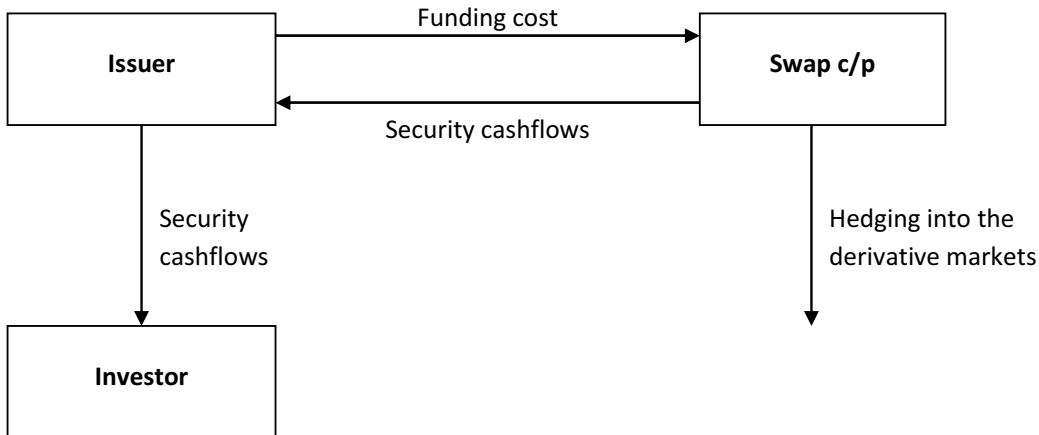 Funding cost
Issuer
Swap c/p
Security cashflows
Security
cashflows
Hedging into the
derivative markets
Investor